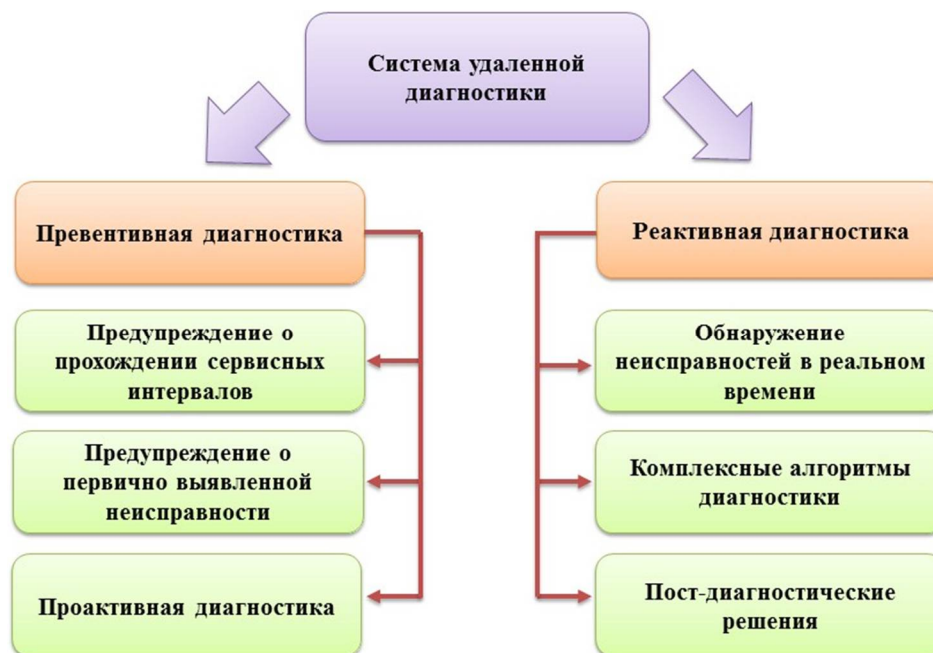 Система удаленной
диагностики
Превентивная диагностика
Реактивная диагностика
Предупреждение о
прохождении сервисных
интервалов
Обнаружение
неисправностей в реальном
времени
Предупреждение о
первично выявленной
неисправности
Комплексные алгоритмы
диагностики
Проактивная диагностика
Пост-диагностические
решения